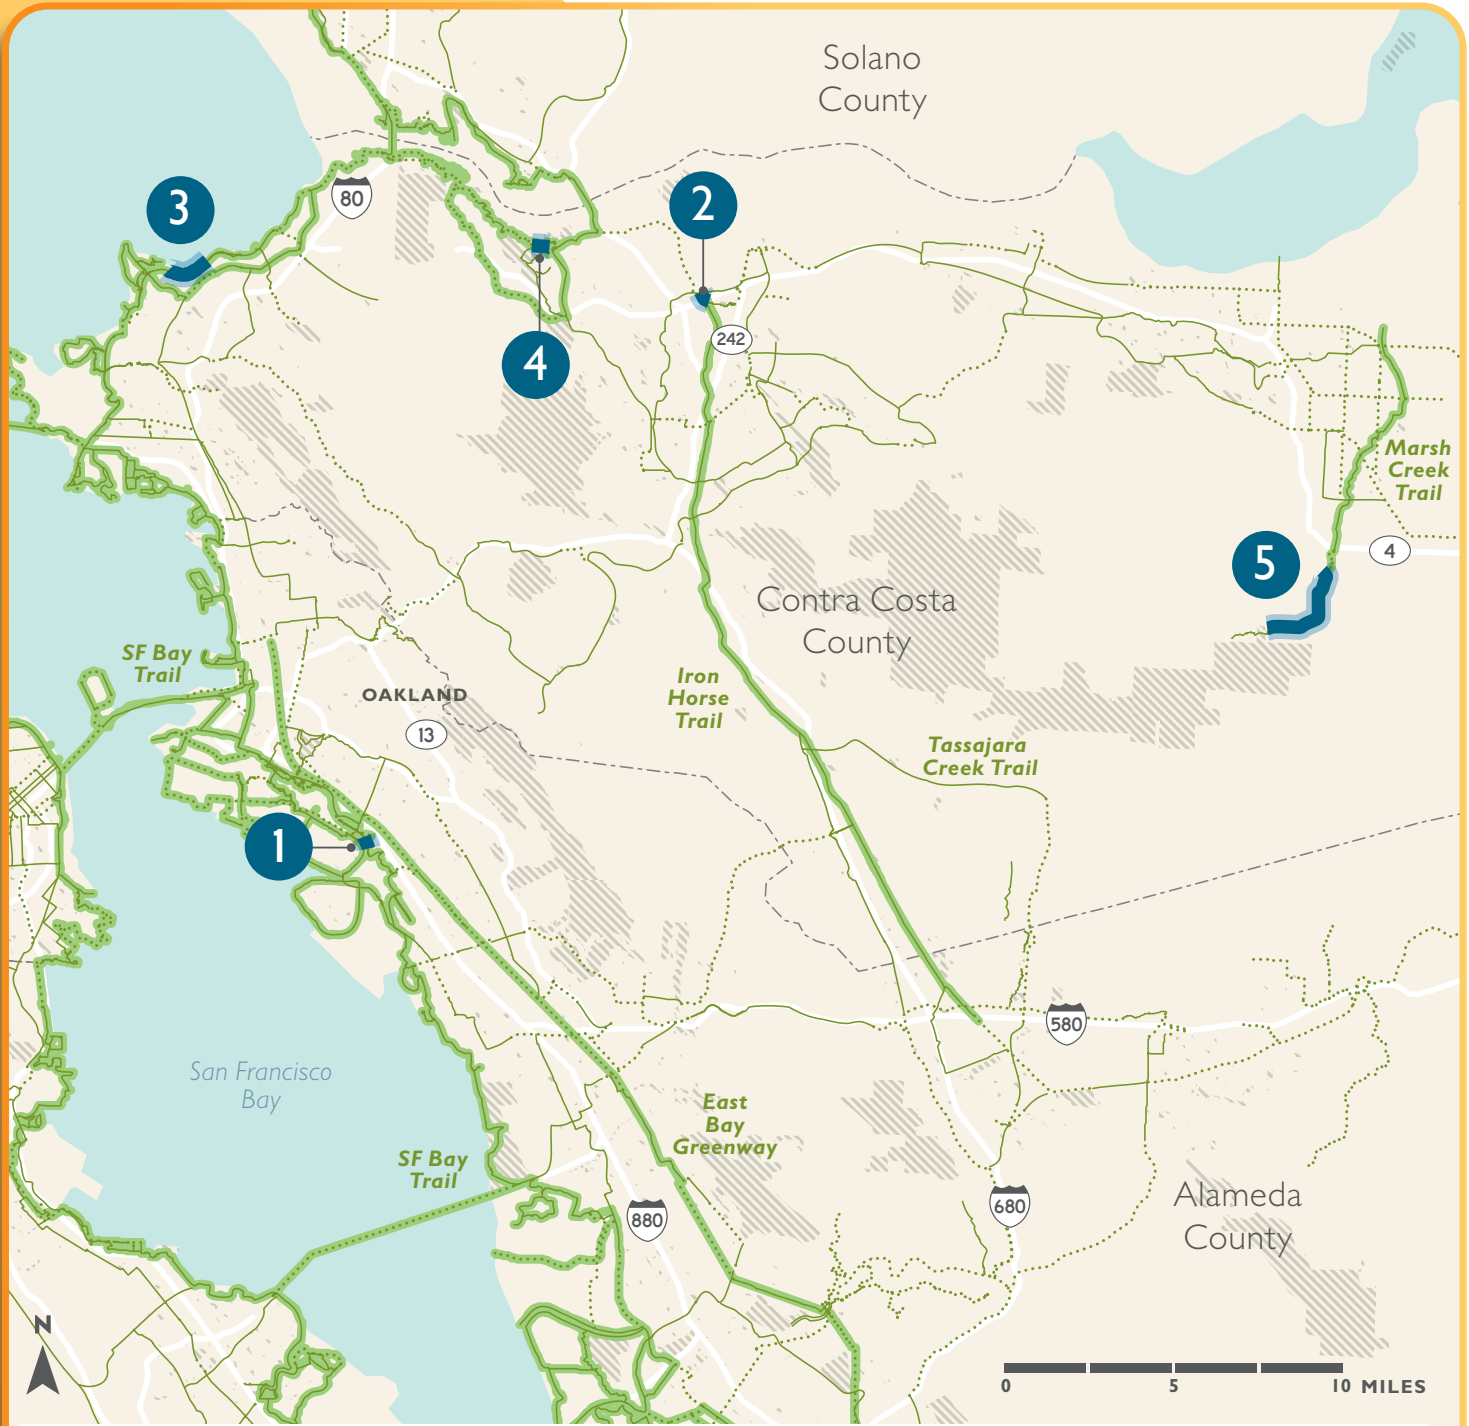 Solano
County
80
3
2
4
242
Marsh
Creek
Trail
4
5
Contra Costa
County
SF Bay
Trail
OAKLAND
13
Iron
Horse
Trail
Tassajara
Creek Trail
1
580
San Francisco
Bay
East
Bay
Greenway
SF Bay
Trail
880
680
Alameda
County
N
0 5 10 MILES